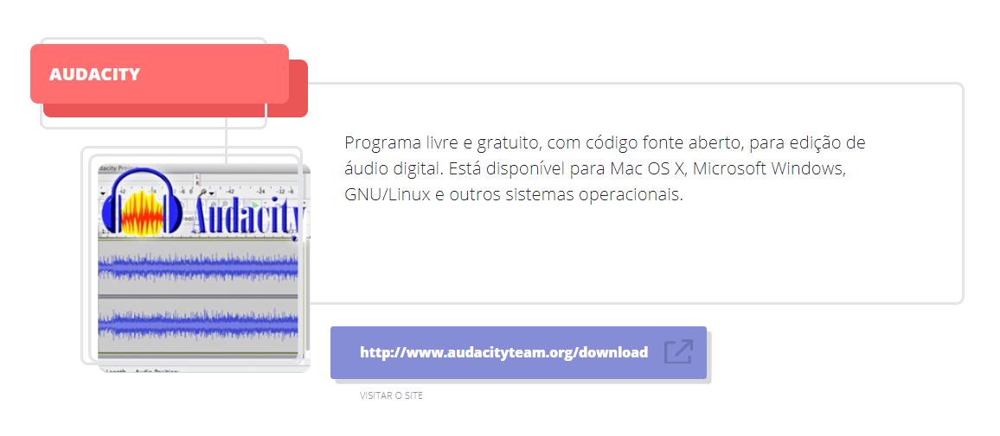 AUDACITY
Programa livre e gratuito, com código fonte aberto, para edição de
áudio digital. Está disponível para Mac OS X, Microsoft Windows,
GNU/Linux e outros sistemas operacionais.
Audacity
http://www.audacityteam.org/download
VISITAR O SITE